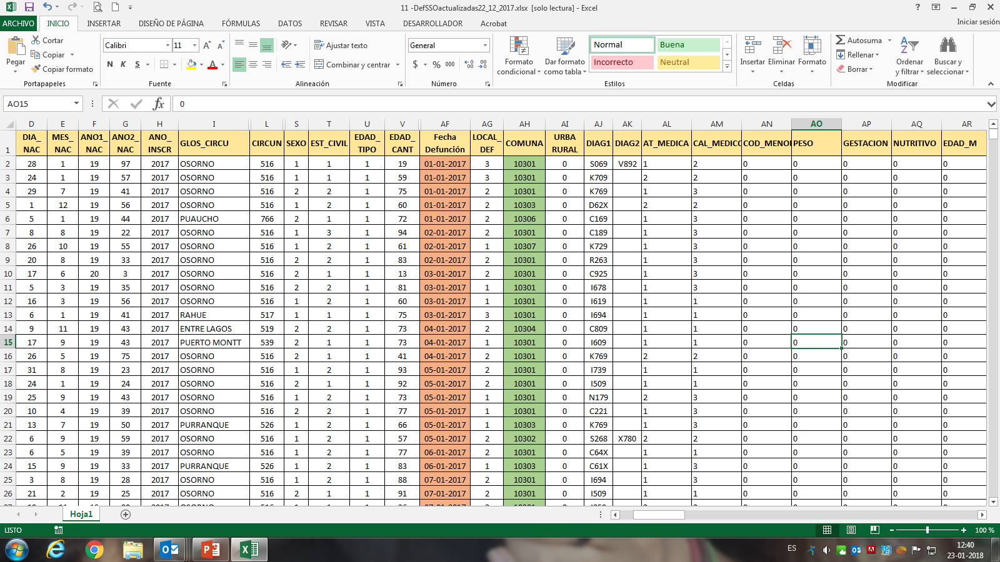 11 -DefSSOactualizadas22_12_2017.xlsx  [solo lectura] - Excel
ARCHIVO INICIO INSERTAR DISEÑO DE PÁGINA FÓRMULAS DATOS REVISAR VISTA DESARROLLADOR Acrobat Iniciar sesión
Pegar Cortar Copiar Copiar formato Portapapeles
Calibri 11 N K S Fuente
Ajustar texto Combinar y centrar Alineación
General $ % 000 Número
Formato condicional Dar formato como tabla Normal Buena Incorrecto Neutral Estilos
Insertar Eliminar Formato Celdas
Autosuma Rellenar Borrar Ordenar y filtrar Buscar y seleccionar Modificar
AO15 fx 0
D E F G H I L S T U V AF AG AH AI AJ AK AL AM AN AO AP AQ AR
1 DIA_NAC MES_NAC ANO1_NAC ANO2_NAC ANO_INSCR GLOS_CIRCU CIRCUN SEXO EST_CIVIL EDAD_TIPO EDAD_CANT Fecha Defunción LOCAL_DEF COMUNA URBA RURAL DIAG1 DIAG2 AT_MEDICA CAL_MEDICO COD_MENOR PESO GESTACION NUTRITIVO EDAD_M
2 28 1 19 97 2017 OSORNO 516 1 1 1 19 01-01-2017 3 10301 0 S069 V892 1 2 0 0 0 0 0
3 24 1 19 57 2017 OSORNO 516 1 1 1 59 01-01-2017 3 10301 0 K709 2 2 0 0 0 0 0
4 29 7 19 41 2017 OSORNO 516 2 2 1 75 01-01-2017 2 10301 0 K769 1 3 0 0 0 0 0
5 1 12 19 56 2017 OSORNO 516 1 2 1 60 01-01-2017 2 10303 0 D62X 2 2 0 0 0 0 0
6 5 1 19 44 2017 PUAUCHO 766 2 1 1 72 01-01-2017 2 10306 0 C169 1 3 0 0 0 0 0
7 8 8 19 22 2017 OSORNO 516 1 3 1 94 02-01-2017 2 10301 0 C189 1 3 0 0 0 0 0
8 26 10 19 55 2017 OSORNO 516 1 2 1 61 02-01-2017 1 10307 0 K729 1 3 0 0 0 0 0
9 20 8 19 33 2017 OSORNO 516 2 2 1 83 02-01-2017 2 10301 0 R263 1 3 0 0 0 0 0
10 17 6 20 3 2017 OSORNO 516 2 1 1 13 03-01-2017 2 10301 0 C925 1 3 0 0 0 0 0
11 5 3 19 35 2017 OSORNO 516 2 2 1 81 03-01-2017 2 10301 0 I678 1 3 0 0 0 0 0
12 16 3 19 56 2017 OSORNO 516 1 2 1 60 03-01-2017 1 10301 0 I619 1 1 0 0 0 0 0
13 6 1 19 41 2017 RAHUE 517 1 1 1 75 03-01-2017 3 10301 0 I694 1 1 0 0 0 0 0
14 9 11 19 43 2017 ENTRE LAGOS 519 2 2 1 73 04-01-2017 2 10304 0 C809 1 1 0 0 0 0 0
15 17 9 19 43 2017 PUERTO MONTT 539 2 1 1 73 04-01-2017 1 10301 0 I609 1 1 0 0 0 0 0
16 26 5 19 75 2017 OSORNO 516 2 1 1 41 04-01-2017 2 10301 0 K769 2 2 0 0 0 0 0
17 31 8 19 23 2017 OSORNO 516 1 2 1 93 05-01-2017 2 10301 0 I739 1 1 0 0 0 0 0
18 24 1 19 24 2017 OSORNO 516 2 1 1 92 05-01-2017 2 10301 0 I509 1 1 0 0 0 0 0
19 25 9 19 43 2017 OSORNO 516 1 2 1 73 05-01-2017 1 10301 0 N179 2 3 0 0 0 0 0
20 10 4 19 39 2017 OSORNO 516 2 2 1 77 05-01-2017 1 10301 0 C221 1 3 0 0 0 0 0
21 13 7 19 50 2017 PURRANQUE 526 1 2 1 66 05-01-2017 1 10303 0 K769 1 3 0 0 0 0 0
22 6 9 19 59 2017 OSORNO 516 1 2 1 57 05-01-2017 2 10302 0 S268 X780 2 2 0 0 0 0 0
23 6 5 19 39 2017 OSORNO 516 1 2 1 77 06-01-2017 2 10301 0 C64X 1 1 0 0 0 0 0
24 15 9 19 33 2017 PURRANQUE 526 1 2 1 83 06-01-2017 1 10303 0 C61X 1 3 0 0 0 0 0
25 3 8 19 28 2017 OSORNO 516 1 2 1 88 07-01-2017 2 10301 0 I694 1 3 0 0 0 0 0
26 21 2 19 25 2017 OSORNO 516 2 1 1 91 07-01-2017 2 10301 0 I509 1 1 0 0 0 0 0
Hoja1
LISTO 100 %
ES 12:40
23-01-2018